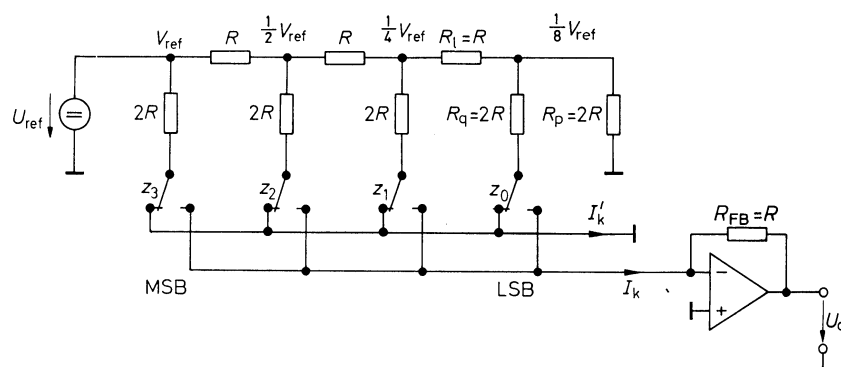 V_ref R ½ V_ref R ¼ V_ref R_l=R ⅛ V_ref
U_ref 2R 2R 2R R_q=2R R_p=2R
z_3 z_2 z_1 z_0
I'_k R_FB=R
MSB LSB I_k
U_o